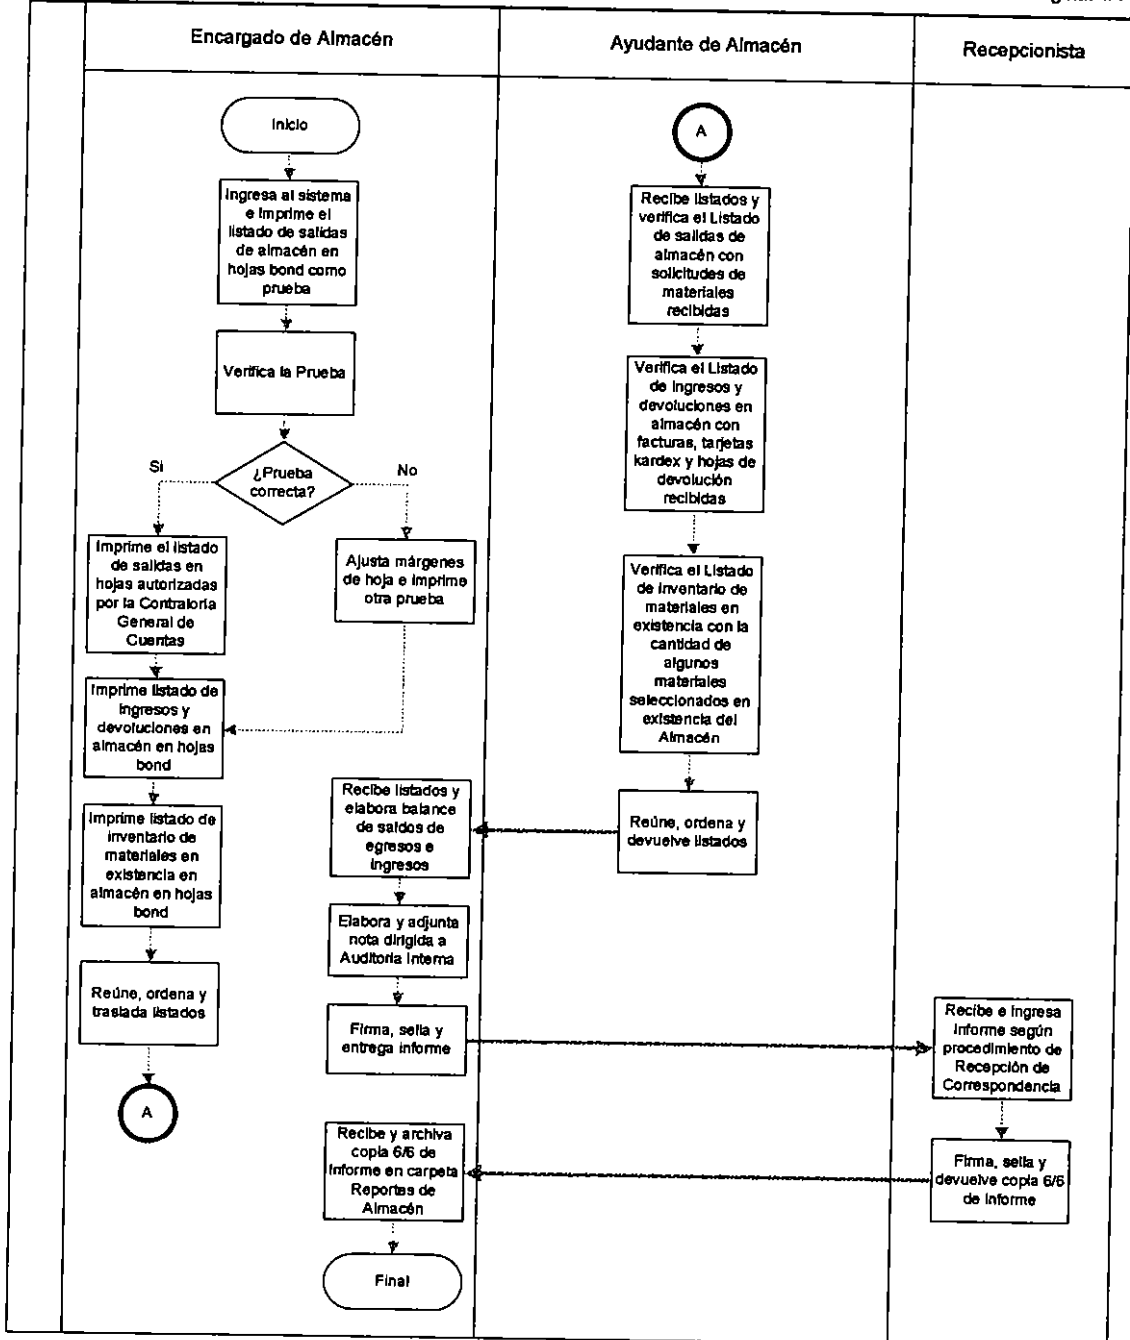 Encargado de Almacén
Ayudante de Almacén
Recepcionista
Inicio
Ingresa al sistema
e Imprime el
listado de salidas
de almacén en
hojas bond como
prueba
Verifica la Prueba
¿Prueba
correcta?
Si
No
Imprime el listado
de salidas en
hojas autorizadas
por la Contraloría
General de
Cuentas
Ajusta márgenes
de hoja e imprime
otra prueba
Imprime listado de
Ingresos y
devoluciones en
almacén en hojas
bond
Imprime listado de
inventario de
materiales en
existencia en
almacén en hojas
bond
Reúne, ordena y
traslada listados
A
A
Recibe listados y
verifica el Listado
de salidas de
almacén con
solicitudes de
materiales
recibidas
Verifica el Listado
de Ingresos y
devoluciones en
almacén con
facturas, tarjetas
kardex y hojas de
devolución
recibidas
Verifica el Listado
de inventario de
materiales en
existencia con la
cantidad de
algunos
materiales
seleccionados en
existencia del
Almacén
Reúne, ordena y
devuelve listados
Recibe listados y
elabora balance
de saldos de
egresos e
ingresos
Elabora y adjunta
nota dirigida a
Auditoria Interna
Firma, sella y
entrega informe
Recibe e ingresa
Informe según
procedimiento de
Recepción de
Correspondencia
Firma, sella y
devuelve copia 6/6
de Informe
Recibe y archiva
copia 6/6 de
Informe en carpeta
Reportes de
Almacén
Final